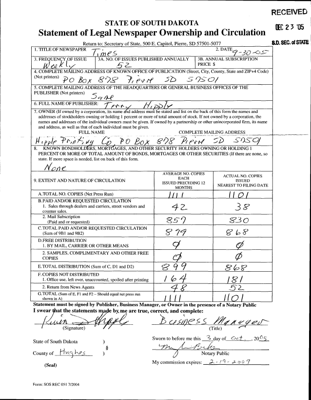 RECEIVED
DEC 23 '05
S.D. SEC. of STATE
STATE OF SOUTH DAKOTA
Statement of Legal Newspaper Ownership and Circulation
Return to: Secretary of State, 500 E. Capitol, Pierre, SD 57501-5077
1. TITLE OF NEWSPAPER Times
2. DATE 9-30-05
3. FREQUENCY OF ISSUE Weekly
3A. NO. OF ISSUES PUBLISHED ANNUALLY 52
3B. ANNUAL SUBSCRIPTION PRICE $
4. COMPLETE MAILING ADDRESS OF KNOWN OFFICE OF PUBLICATION (Street, City, County, State and ZIP+4 Code) (Not printers) PO Box 878 Pierre SD 57501
5. COMPLETE MAILING ADDRESS OF THE HEADQUARTERS OR GENERAL BUSINESS OFFICES OF THE PUBLISHER (Not printers) Same
6. FULL NAME OF PUBLISHER Terry Hipple
7. OWNER (If owned by a corporation, its name and address must be stated and list on the back of this form the names and addresses of stockholders owning or holding 1 percent or more of total amount of stock. If not owned by a corporation, the names and addresses of the individual owners must be given. If owned by a partnership or other unincorporated firm, its name and address, as well as that of each individual must be given.
FULL NAME COMPLETE MAILING ADDRESS
Hipple Printing Co PO Box 878 Pierre SD 57501
8. KNOWN BONDHOLDERS, MORTGAGES, AND OTHER SECURITY HOLDERS OWNING OR HOLDING 1 PERCENT OR MORE OF TOTAL AMOUNT OF BONDS, MORTGAGES OR OTHER SECURITIES (If there are none, so state. If more space is needed, list on back of this form.
None
9. EXTENT AND NATURE OF CIRCULATION
AVERAGE NO. COPIES EACH ISSUED PRECEDING 12 MONTHS
ACTUAL NO. COPIES ISSUED NEAREST TO FILING DATE
A. TOTAL NO. COPIES (Net Press Run) 1111 1101
B. PAID AND/OR REQUESTED CIRCULATION
1. Sales through dealers and carriers, street vendors and counter sales. 42 38
2. Mail Subscription (Paid and or requested) 857 830
C. TOTAL PAID AND/OR REQUESTED CIRCULATION (Sum of 9B1 and 9B2) 899 868
D. FREE DISTRIBUTION
1. BY MAIL, CARRIER OR OTHER MEANS Ø Ø
2. SAMPLES, COMPLIMENTARY AND OTHER FREE COPIES Ø Ø
E. TOTAL DISTRIBUTION (Sum of C, D1 and D2) 899 868
F. COPIES NOT DISTRIBUTED
1. Office use, left over, unaccounted, spoiled after printing 164 181
2. Return from News Agents 48 52
G. TOTAL (Sum of E, F1 and F2 - Should equal net press run shown in A) 1111 1101
Statement must be signed by Publisher, Business Manager, or Owner in the presence of a Notary Public
I swear that the statements made by me are true, correct, and complete:
Kevin Hipple Business Manager
(Signature) (Title)
State of South Dakota )
County of Hughes )
(Seal)
Sworn to before me this 3 day of Oct, 2005
Notary Public
My commission expires: 2-19-2009
Form: SOS REC 051 7/2004